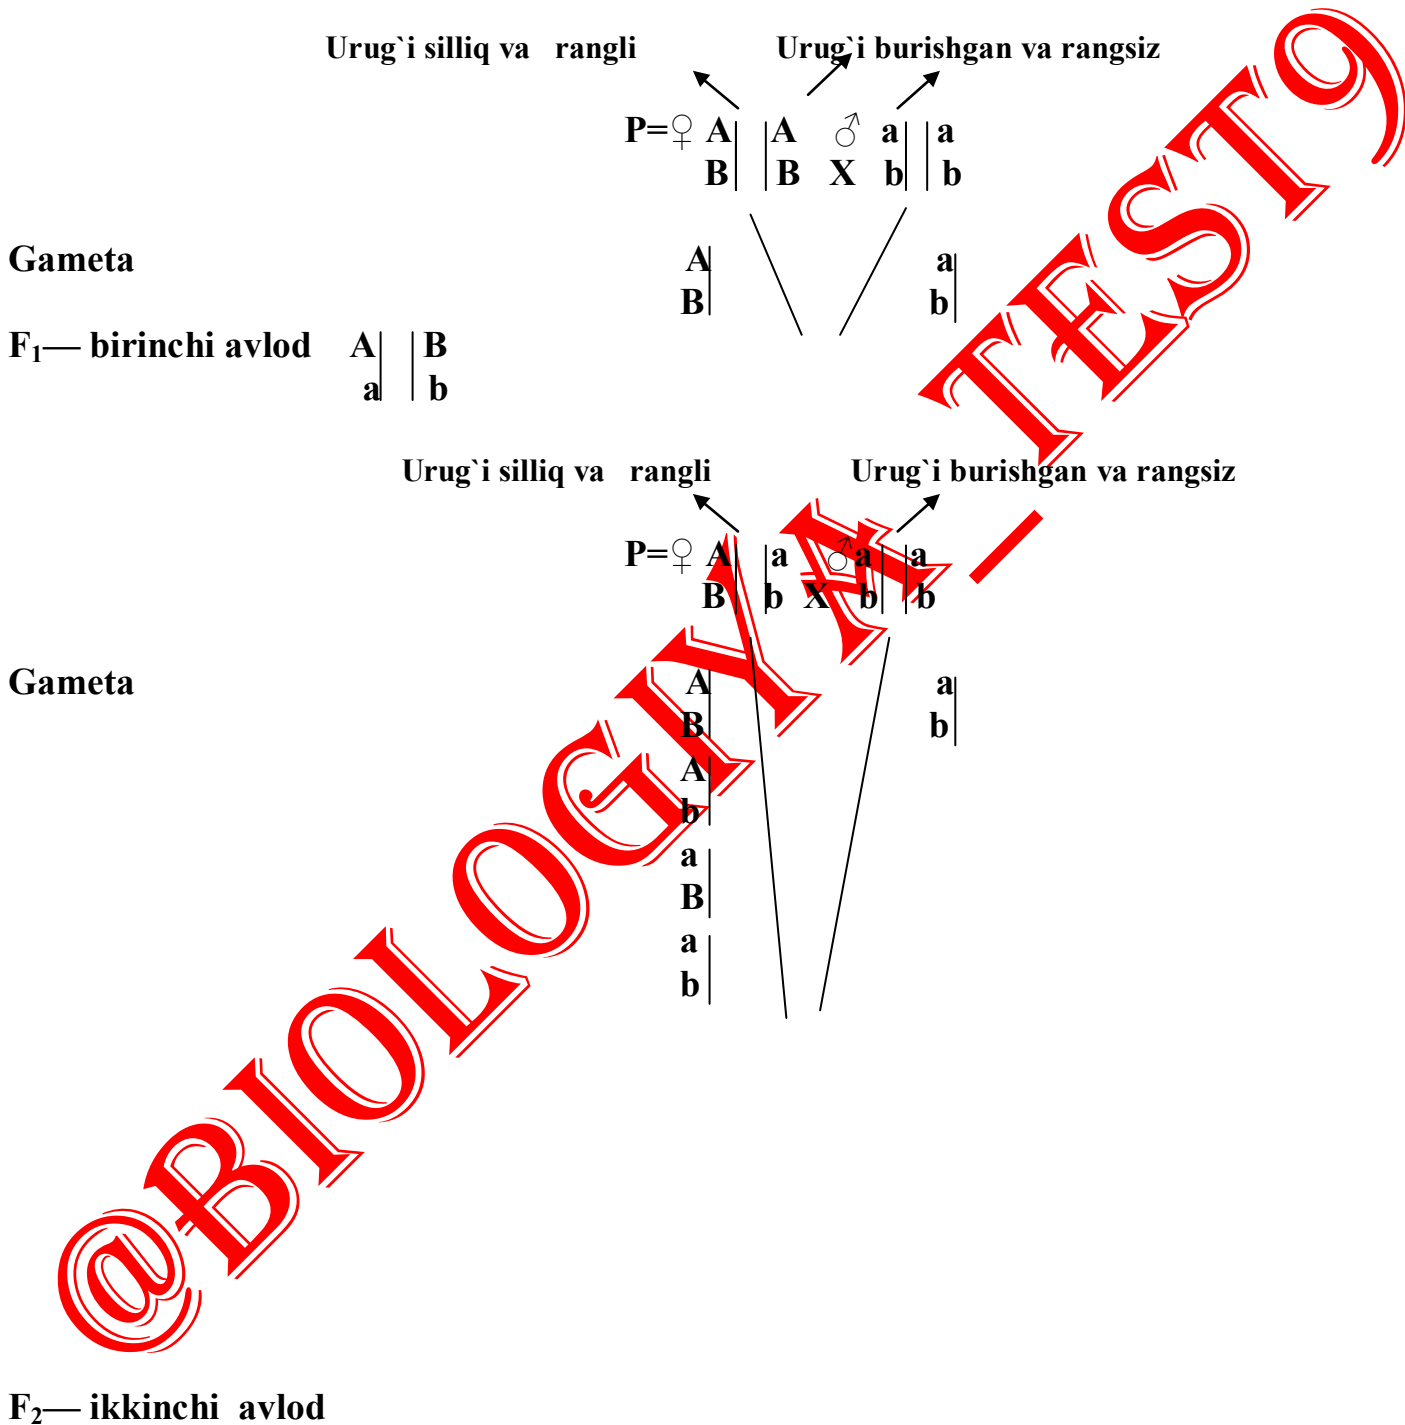 Urug`i silliq va rangli Urug`i burishgan va rangsiz
P=♀ A| |A ♂ a| |a
B| |B X b| |b
Gameta A| a|
B| b|
F₁— birinchi avlod A| |B
a| |b
Urug`i silliq va rangli Urug`i burishgan va rangsiz
P=♀ A| |a ♂ a| |a
B| |b X b| |b
Gameta A| a|
B| b|
A|
b|
a|
B|
a|
b|
F₂— ikkinchi avlod
@BIOLOGIYA_TEST9